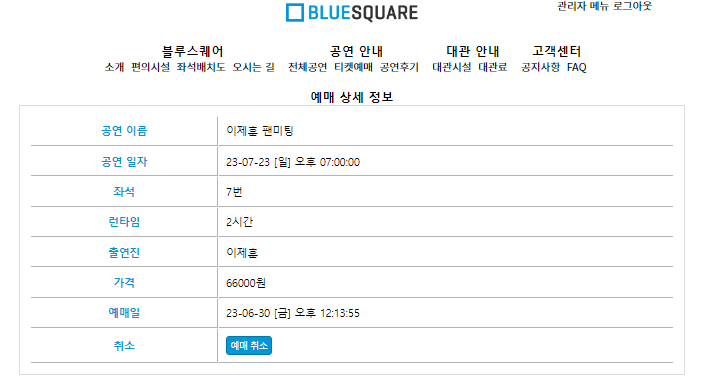 관리자 메뉴 로그아웃
BLUESQUARE
블루스퀘어 공연 안내 대관 안내 고객센터
소개 편의시설 좌석배치도 오시는 길 전체공연 티켓예매 공연후기 대관시설 대관료 공지사항 FAQ
예매 상세 정보
공연 이름 이제훈 팬미팅
공연 일자 23-07-23 [일] 오후 07:00:00
좌석 7번
런타임 2시간
출연진 이제훈
가격 66000원
예매일 23-06-30 [금] 오후 12:13:55
취소 예매 취소